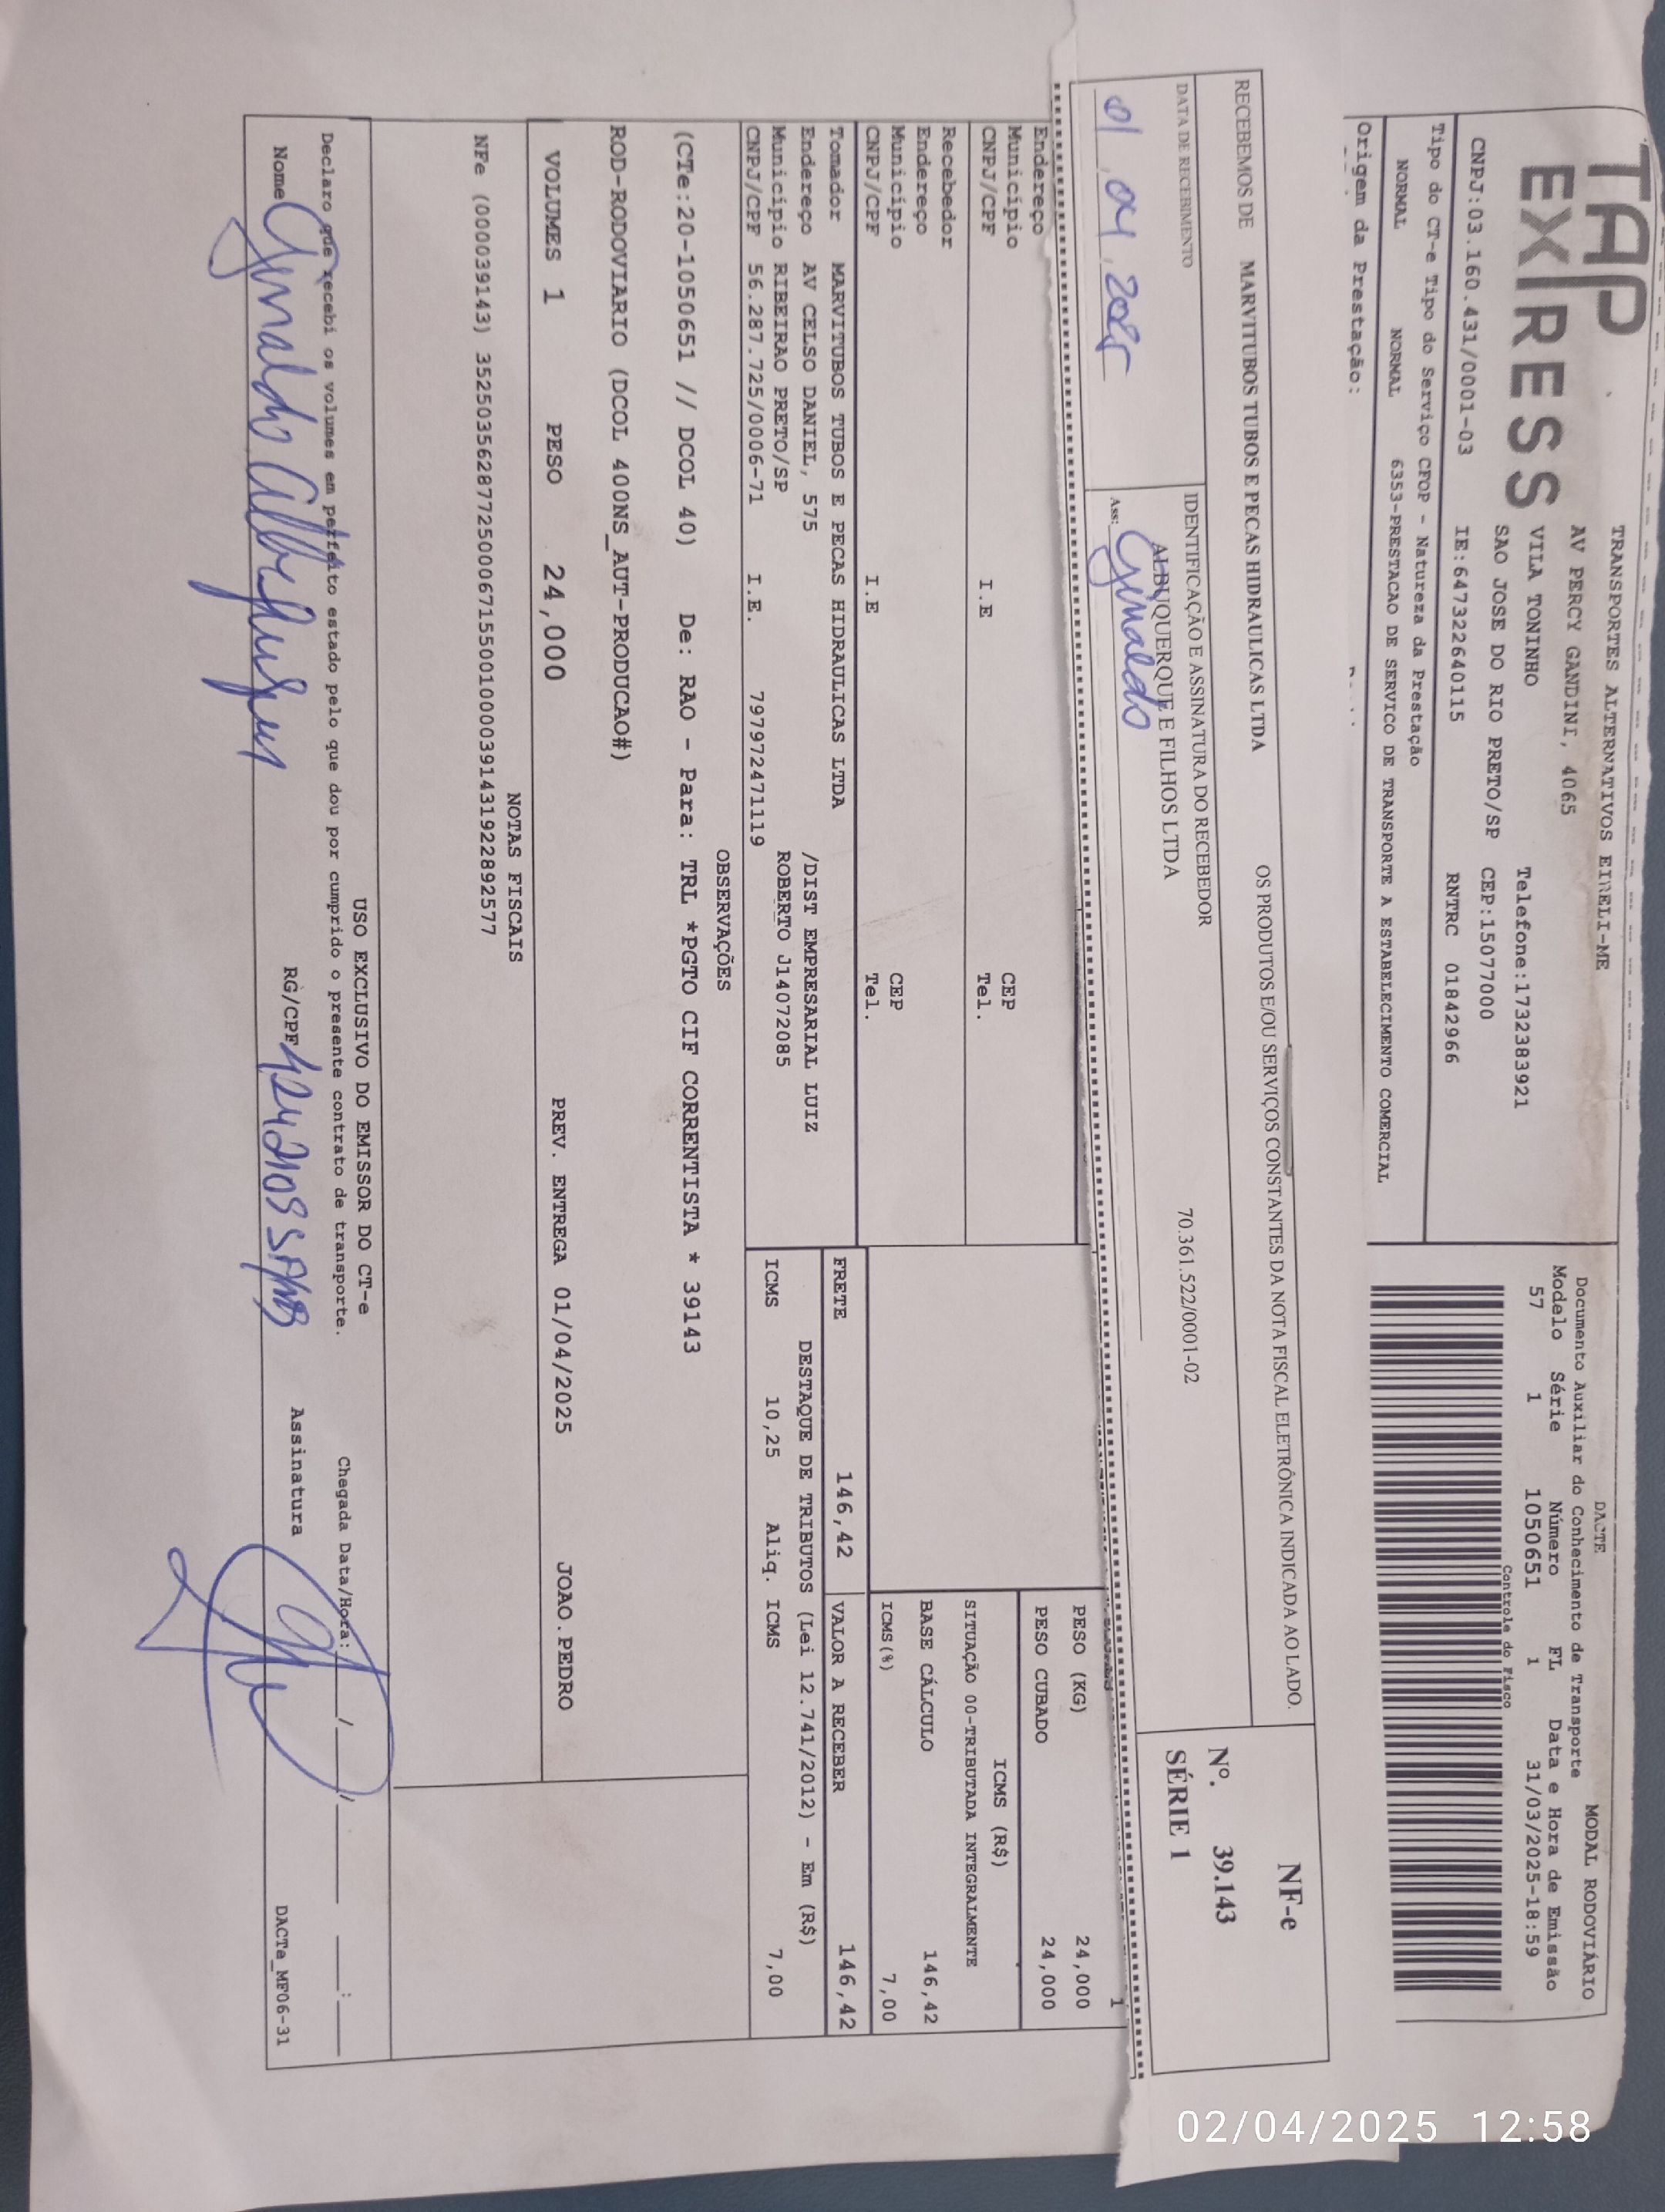 TAP
EXPRESS
TRANSPORTES ALTERNATIVOS EIRELI-ME
AV PERCY GANDINI, 4065
VILA TONINHO
Telefone:1732383921
SAO JOSE DO RIO PRETO/SP CEP:15077000
CNPJ:03.160.431/0001-03 IE:647322640115 RNTRC 01842966
Tipo do CT-e Tipo do Serviço CFOP - Natureza da Prestação
NORMAL NORMAL 6353-PRESTACAO DE SERVICO DE TRANSPORTE A ESTABELECIMENTO COMERCIAL
Origem da Prestação:
DACTE
MODAL RODOVIÁRIO
Documento Auxiliar do Conhecimento de Transporte
Modelo Série Número FL Data e Hora de Emissão
57 1 1050651 1 31/03/2025-18:59
Controle do Fisco
RECEBEMOS DE MARVITUBOS TUBOS E PECAS HIDRAULICAS LTDA OS PRODUTOS E/OU SERVIÇOS CONSTANTES DA NOTA FISCAL ELETRÔNICA INDICADA AO LADO.
DATA DE RECEBIMENTO
IDENTIFICAÇÃO E ASSINATURA DO RECEBEDOR
ALBUQUERQUE E FILHOS LTDA 70.361.522/0001-02
01, 04, 2025
Ass: Ginaldo
NF-e
Nº. 39.143
SÉRIE 1
1
Endereço
Município CEP
CNPJ/CPF I.E Tel.
Recebedor
Endereço
Município CEP
CNPJ/CPF I.E Tel.
PESO (KG) 24,000
PESO CUBADO 24,000
ICMS (R$)
SITUAÇÃO 00-TRIBUTADA INTEGRALMENTE
BASE CÁLCULO 146,42
ICMS(%) 7,00
Tomador MARVITUBOS TUBOS E PECAS HIDRAULICAS LTDA
Endereço AV CELSO DANIEL, 575 /DIST EMPRESARIAL LUIZ
Município RIBEIRAO PRETO/SP ROBERTO J14072085
CNPJ/CPF 56.287.725/0006-71 I.E. 797972471119
FRETE 146,42 VALOR A RECEBER 146,42
DESTAQUE DE TRIBUTOS (Lei 12.741/2012) - Em (R$)
ICMS 10,25 Aliq. ICMS 7,00
OBSERVAÇÕES
(CTe:20-1050651 // DCOL 40) De: RAO - Para: TRL *PGTO CIF CORRENTISTA * 39143
ROD-RODOVIARIO (DCOL 400NS_AUT-PRODUCAO#)
VOLUMES 1 PESO 24,000 PREV. ENTREGA 01/04/2025 JOAO.PEDRO
NOTAS FISCAIS
NFe (000039143) 35250356287725000671550010000391431922892577
USO EXCLUSIVO DO EMISSOR DO CT-e
Declaro que recebi os volumes em perfeito estado pelo que dou por cumprido o presente contrato de transporte. Chegada Data/Hora: __/__/__ __:__
Nome Ginaldo RG/CPF Assinatura
DACTe_MF06-31
02/04/2025 12:58